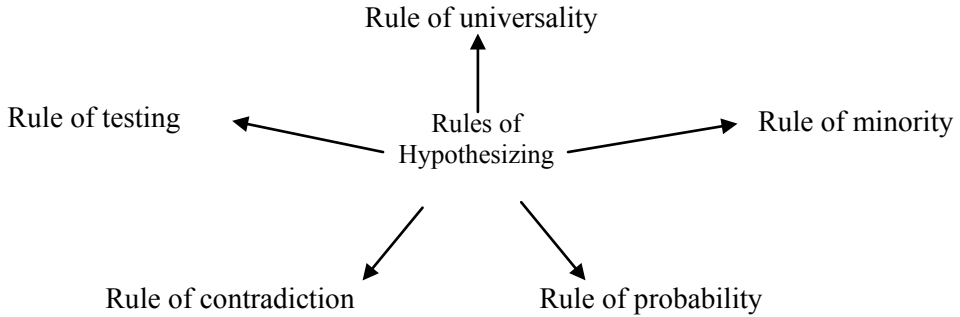 Rule of universality
Rule of testing
Rules of
Hypothesizing
Rule of minority
Rule of contradiction
Rule of probability